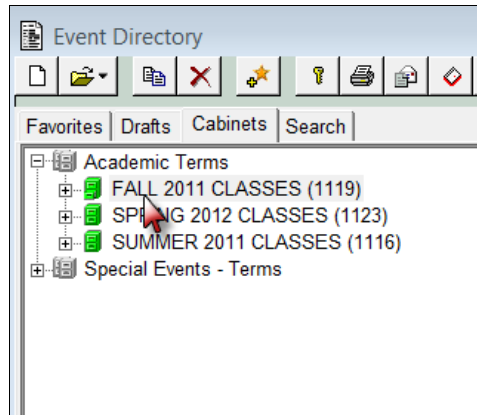 Event Directory
Favorites Drafts Cabinets Search
Academic Terms
FALL 2011 CLASSES (1119)
SPRING 2012 CLASSES (1123)
SUMMER 2011 CLASSES (1116)
Special Events - Terms